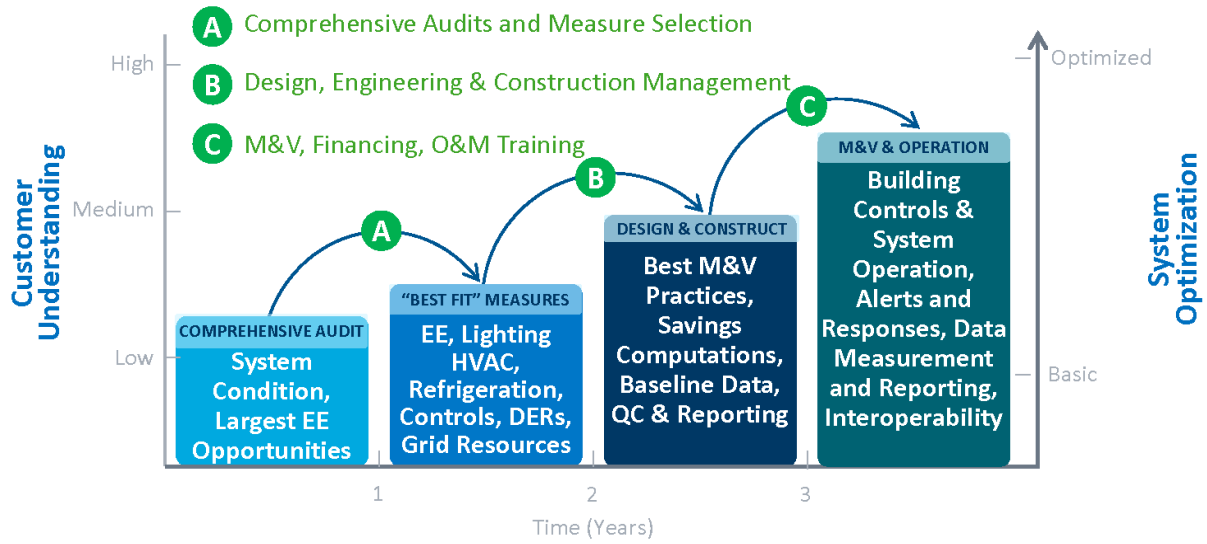 A Comprehensive Audits and Measure Selection
B Design, Engineering & Construction Management
C M&V, Financing, O&M Training
High
Medium
Low
Customer
Understanding
Optimized
Basic
System
Optimization
A
B
C
COMPREHENSIVE AUDIT
System
Condition,
Largest EE
Opportunities
"BEST FIT" MEASURES
EE, Lighting
HVAC,
Refrigeration,
Controls, DERs,
Grid Resources
DESIGN & CONSTRUCT
Best M&V
Practices,
Savings
Computations,
Baseline Data,
QC & Reporting
M&V & OPERATION
Building
Controls &
System
Operation,
Alerts and
Responses, Data
Measurement
and Reporting,
Interoperability
1
2
3
Time (Years)